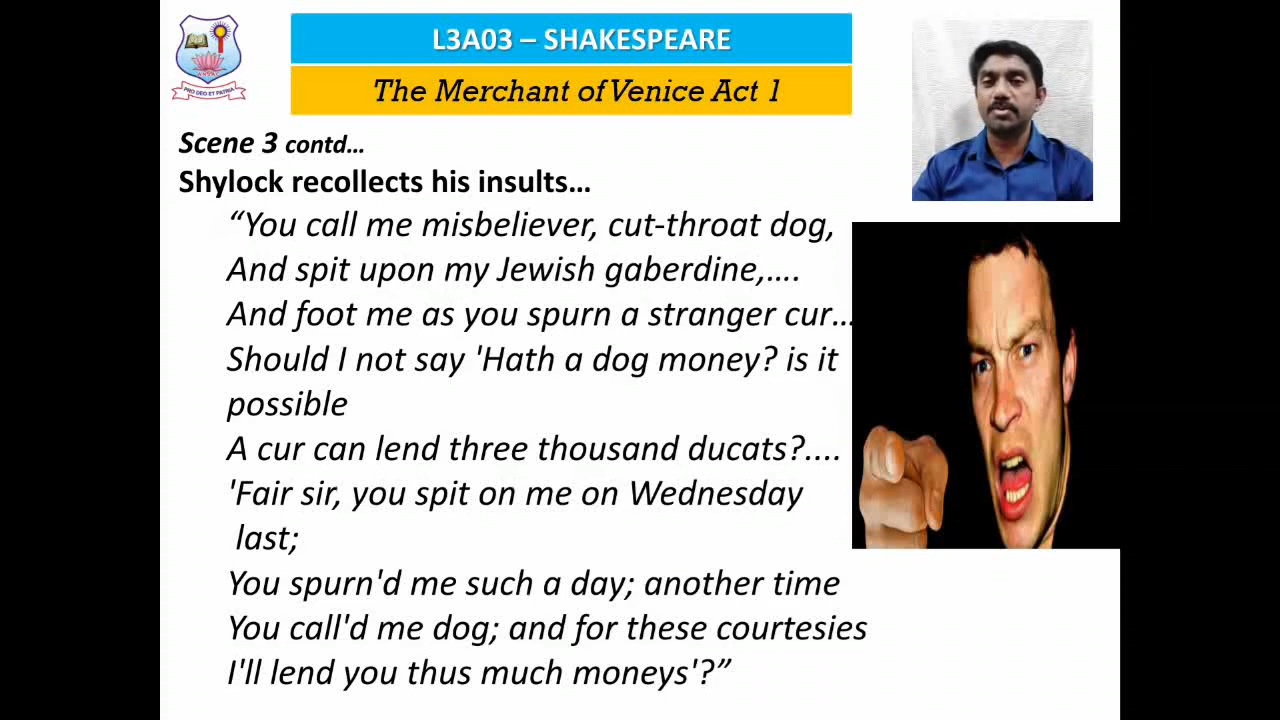 L3A03 – SHAKESPEARE
The Merchant of Venice Act 1
PRO DEO ET PATRIA
Scene 3 contd…
Shylock recollects his insults…
“You call me misbeliever, cut-throat dog,
And spit upon my Jewish gaberdine,….
And foot me as you spurn a stranger cur…
Should I not say 'Hath a dog money? is it
possible
A cur can lend three thousand ducats?....
'Fair sir, you spit on me on Wednesday
last;
You spurn'd me such a day; another time
You call'd me dog; and for these courtesies
I'll lend you thus much moneys'?”